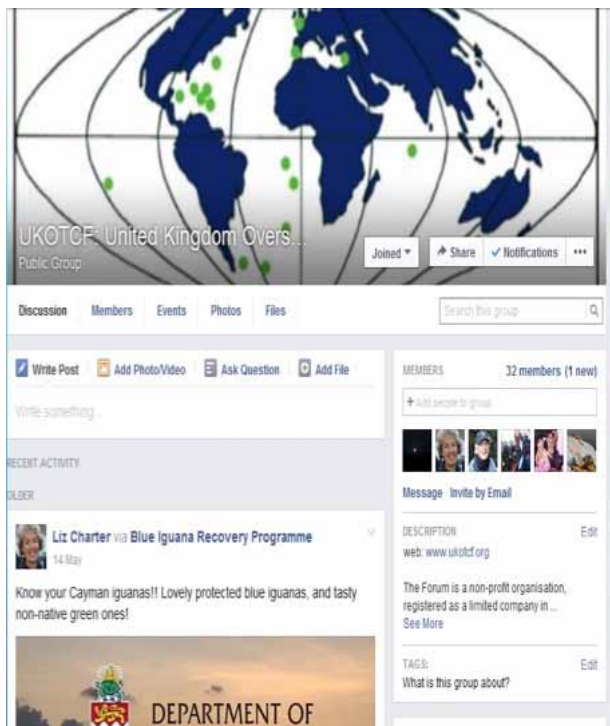 UKOTCF: United Kingdom Overs...
Public Group
Joined
Share
Notifications
Discussion
Members
Events
Photos
Files
Search this group
Write Post
Add Photo/Video
Ask Question
Add File
Write something...
RECENT ACTIVITY
OLDER
Liz Charter via Blue Iguana Recovery Programme
14 May
Know your Cayman iguanas!! Lovely protected blue iguanas, and tasty
non-native green ones!
DEPARTMENT OF
MEMBERS
32 members (1 new)
+ Add people to group
Message Invite by Email
DESCRIPTION
Edit
web: www.ukotcf.org
The Forum is a non-profit organisation,
registered as a limited company in ...
See More
TAGS:
Edit
What is this group about?